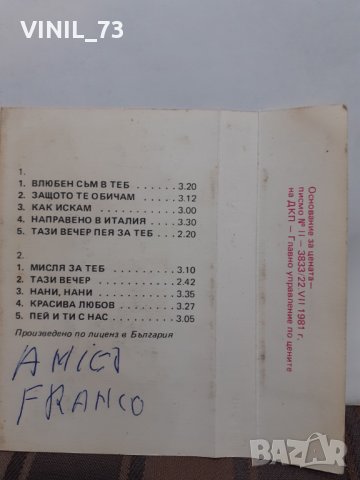 VINIL_73
1.
1. ВЛЮБЕН СЪМ В ТЕБ . . . . . . 3.20
2. ЗАЩОТО ТЕ ОБИЧАМ . . . . . 3.12
3. КАК ИСКАМ . . . . . . . . . . . . 3.00
4. НАПРАВЕНО В ИТАЛИЯ . . . . 3.30
5. ТАЗИ ВЕЧЕР ПЕЯ ЗА ТЕБ . . . 2.20
2.
1. МИСЛЯ ЗА ТЕБ . . . . . . . . . . 3.10
2. ТАЗИ ВЕЧЕР . . . . . . . . . . . 2.42
3. НАНИ, НАНИ . . . . . . . . . . . 3.35
4. КРАСИВА ЛЮБОВ . . . . . . . . 3.27
5. ПЕЙ И ТИ С НАС . . . . . . . . . 3.05
Произведено по лиценз в България
AMICI
FRANCO
Основание за цената—
писмо № II — 3833/22.VII 1981 г.
на ДКП — Главно управление по цените
bazar.bg